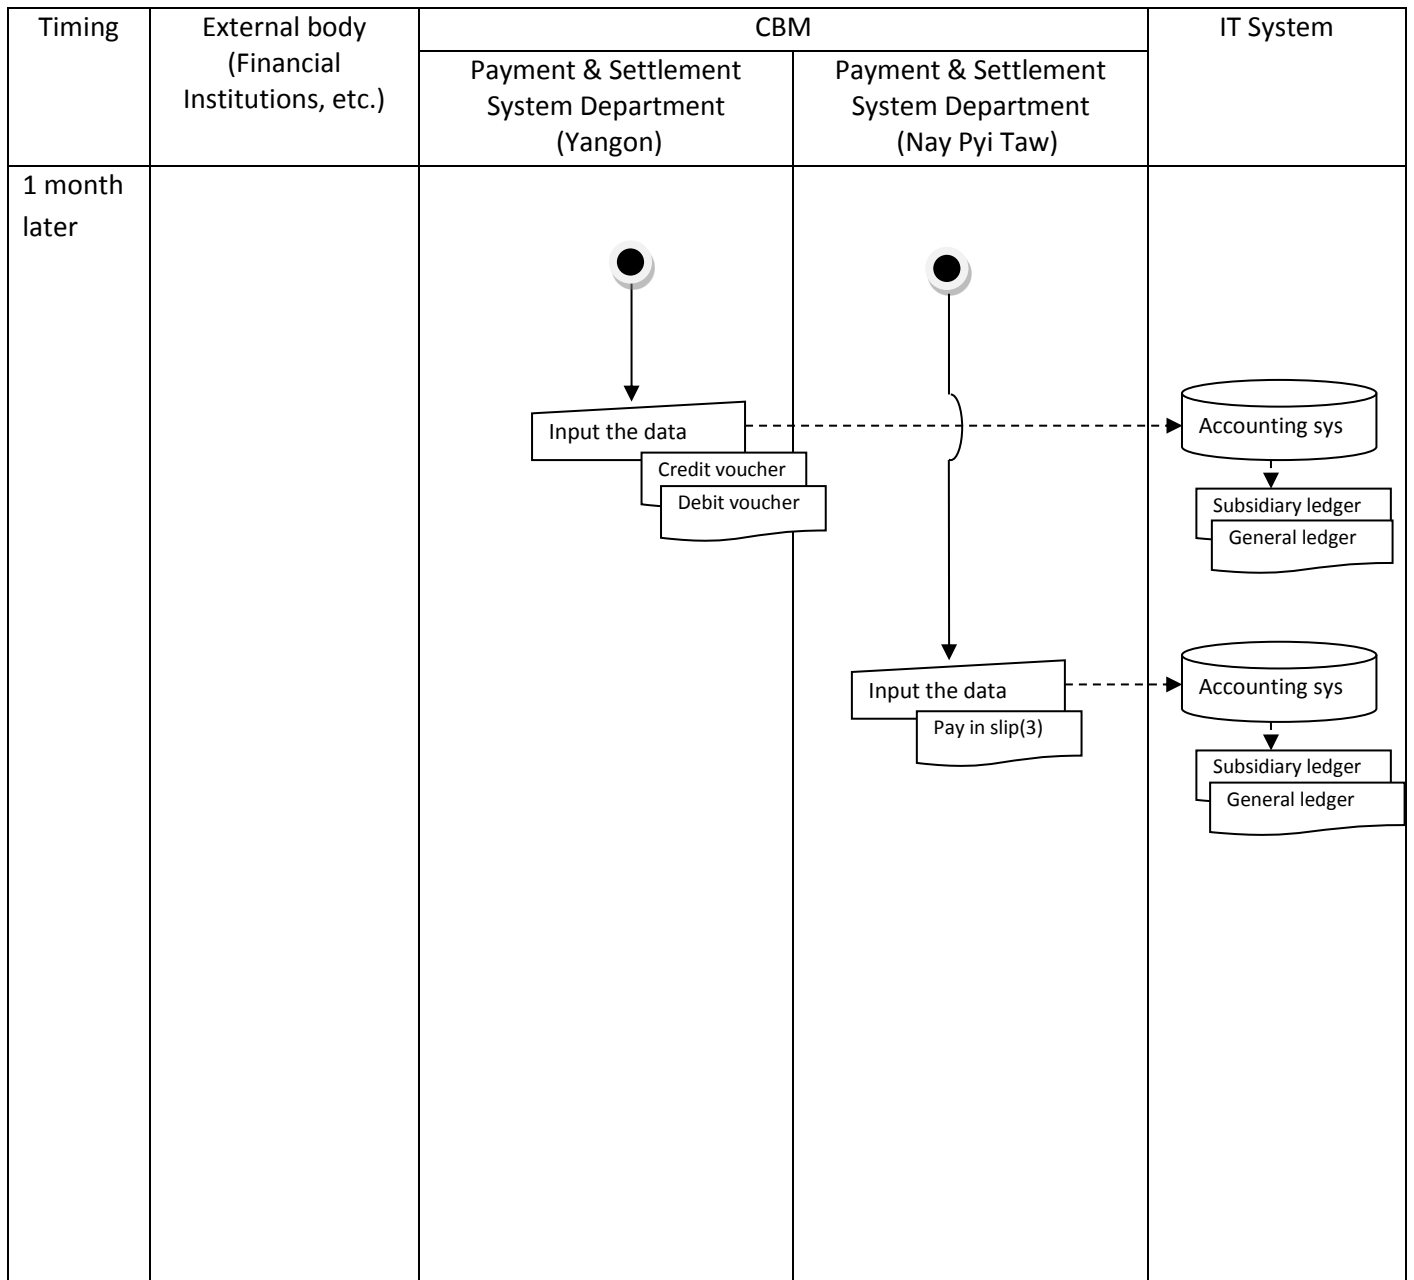 Timing
External body
(Financial
Institutions, etc.)
CBM
IT System
Payment & Settlement
System Department
(Yangon)
Payment & Settlement
System Department
(Nay Pyi Taw)
1 month
later
Input the data
Credit voucher
Debit voucher
Accounting sys
Subsidiary ledger
General ledger
Input the data
Pay in slip(3)
Accounting sys
Subsidiary ledger
General ledger